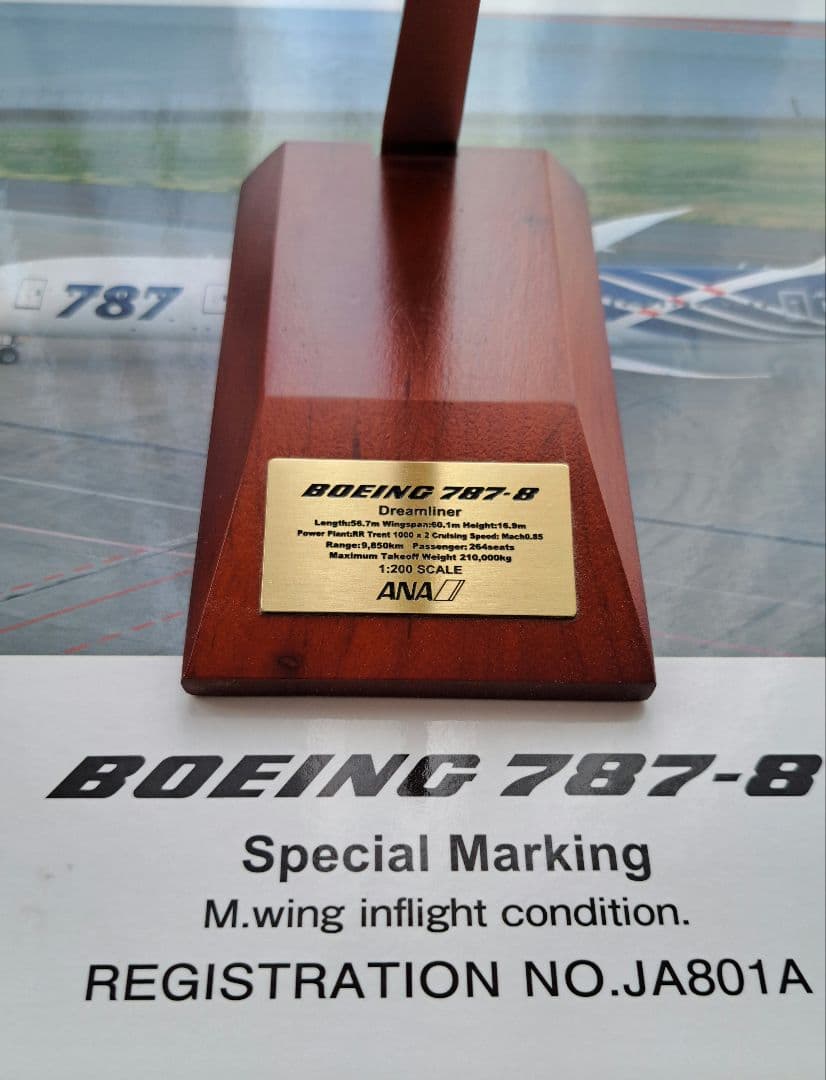 787
BOEING 787-8
Dreamliner
Length:56.7m Wingspan:60.1m Height:16.9m
Power Plant:RR Trent 1000 x 2 Cruising Speed: Mach0.85
Range:9,850km Passenger:264seats
Maximum Takeoff Weight 210,000kg
1:200 SCALE
ANA
BOEING 787-8
Special Marking
M.wing inflight condition.
REGISTRATION NO.JA801A